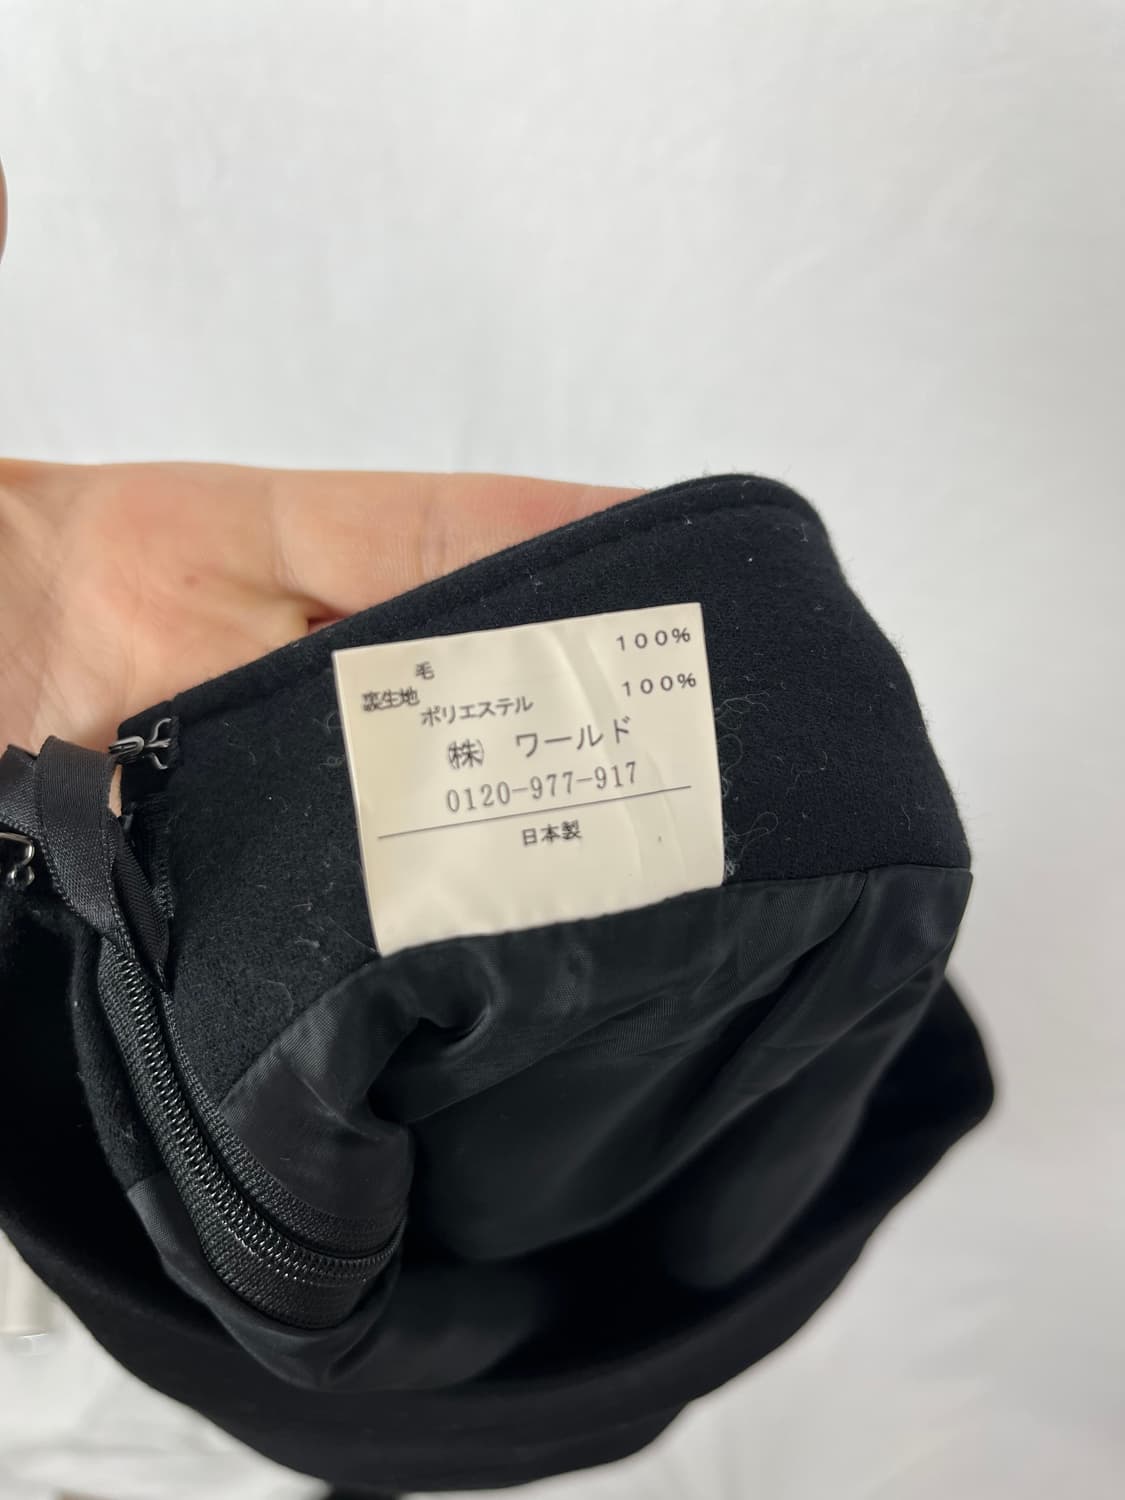 毛 100%
裏生地
ポリエステル 100%
㈱ ワールド
0120-977-917
日本製